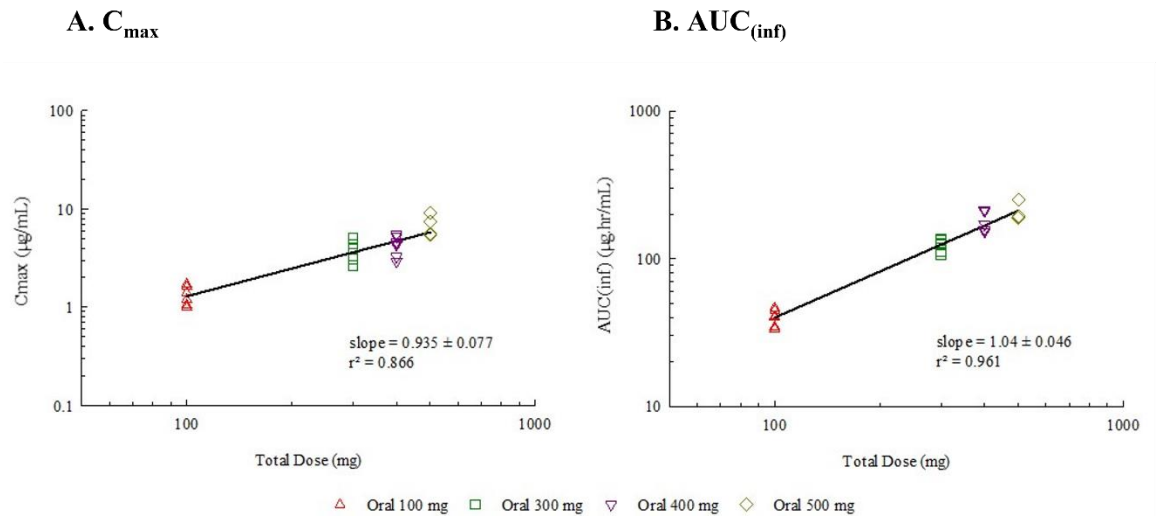 A. Cmax
B. AUC(inf)
100
10
1
0.1
Cmax (µg/mL)
slope = 0.935 ± 0.077
r² = 0.866
100
1000
Total Dose (mg)
1000
100
10
AUC(inf) (µg.hr/mL)
slope = 1.04 ± 0.046
r² = 0.961
100
1000
Total Dose (mg)
Oral 100 mg Oral 300 mg Oral 400 mg Oral 500 mg